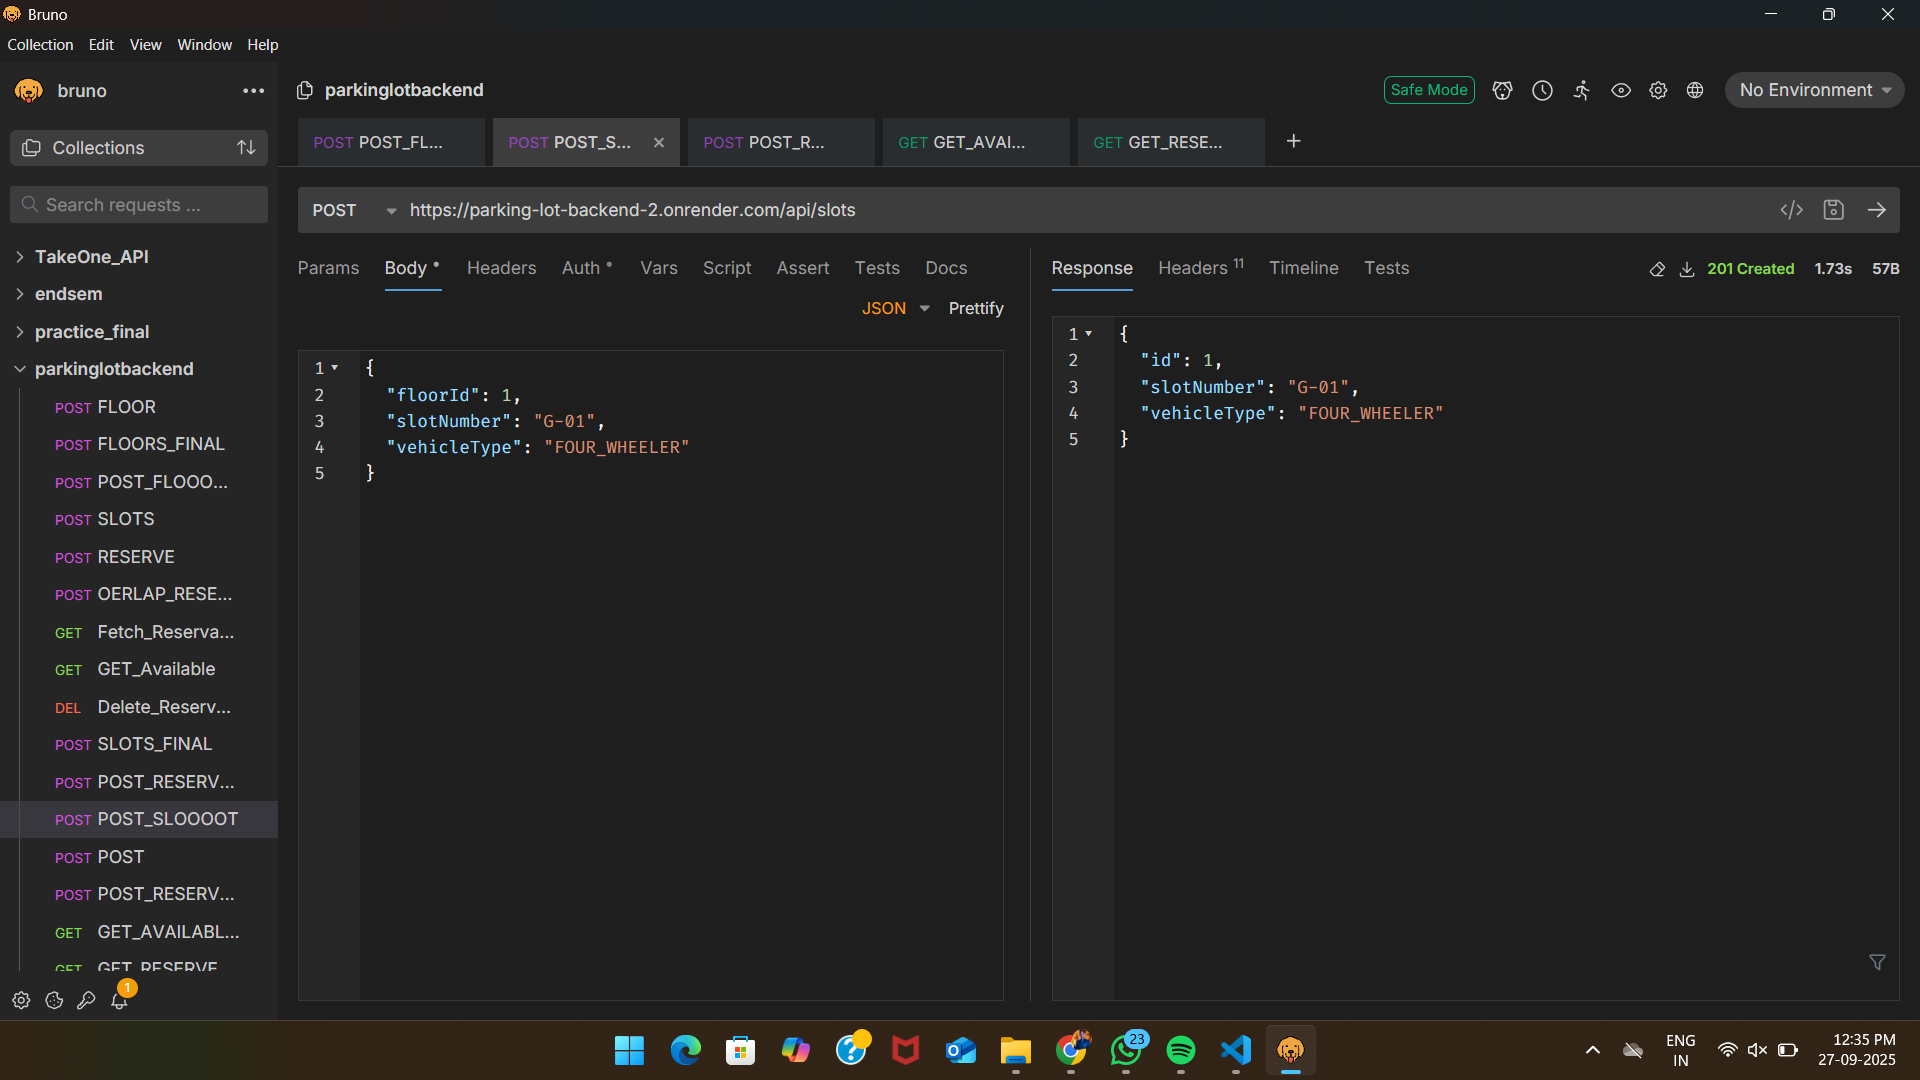 Bruno
Collection Edit View Window Help
bruno
parkinglotbackend
Safe Mode
No Environment
Collections
POST POST_FL...
POST POST_S...
POST POST_R...
GET GET_AVAI...
GET GET_RESE...
Search requests ...
POST
https://parking-lot-backend-2.onrender.com/api/slots
TakeOne_API
endsem
practice_final
parkinglotbackend
POST FLOOR
POST FLOORS_FINAL
POST POST_FLOOO...
POST SLOTS
POST RESERVE
POST OERLAP_RESE...
GET Fetch_Reserva...
GET GET_Available
DEL Delete_Reserv...
POST SLOTS_FINAL
POST POST_RESERV...
POST POST_SLOOOOT
POST POST
POST POST_RESERV...
GET GET_AVAILABL...
GET GET_RESERVE
1
Params Body Headers Auth Vars Script Assert Tests Docs
JSON Prettify
1 {
2 "floorId": 1,
3 "slotNumber": "G-01",
4 "vehicleType": "FOUR_WHEELER"
5 }
Response Headers 11 Timeline Tests
201 Created 1.73s 57B
1 {
2 "id": 1,
3 "slotNumber": "G-01",
4 "vehicleType": "FOUR_WHEELER"
5 }
23
ENG
IN
12:35 PM
27-09-2025